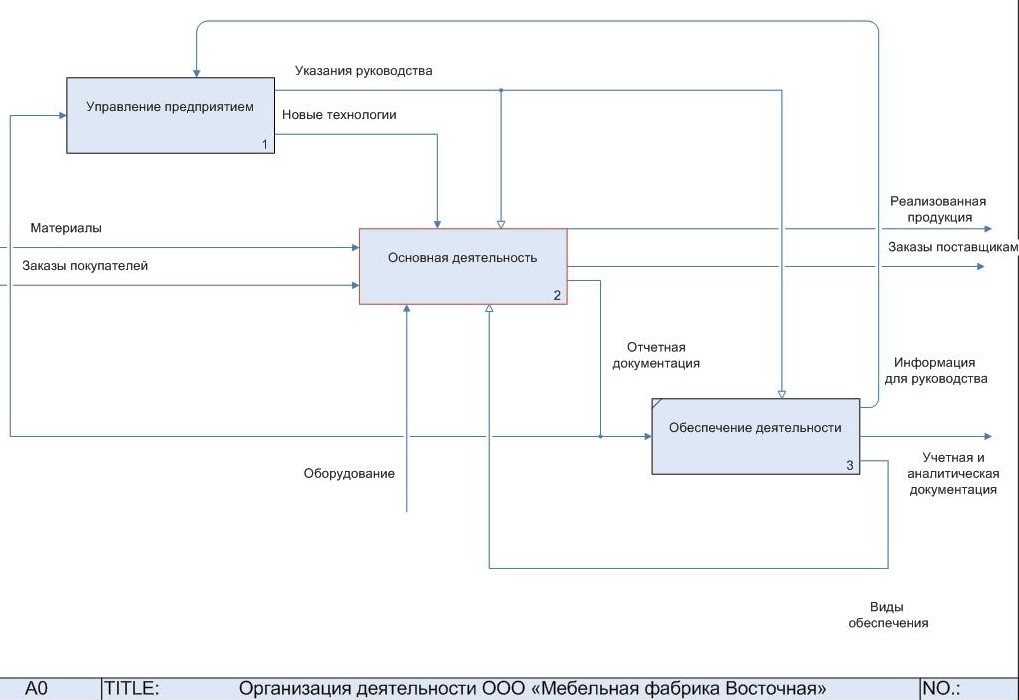 Указания руководства
Управление предприятием
1
Новые технологии
Материалы
Заказы покупателей
Основная деятельность
2
Реализованная
продукция
Заказы поставщикам
Отчетная
документация
Информация
для руководства
Обеспечение деятельности
3
Оборудование
Учетная и
аналитическая
документация
Виды
обеспечения
A0 TITLE: Организация деятельности ООО «Мебельная фабрика Восточная» NO.: